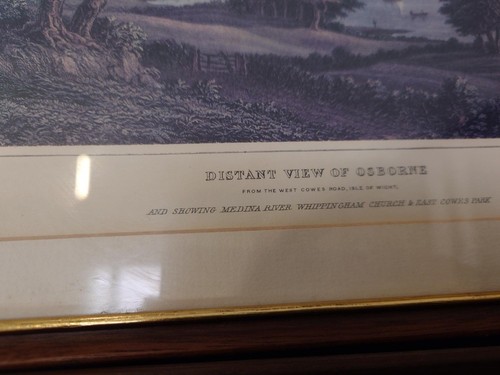 DISTANT VIEW OF OSBORNE
FROM THE WEST COWES ROAD, ISLE OF WIGHT,
AND SHOWING MEDINA RIVER WHIPPINGHAM CHURCH & EAST COWES PARK